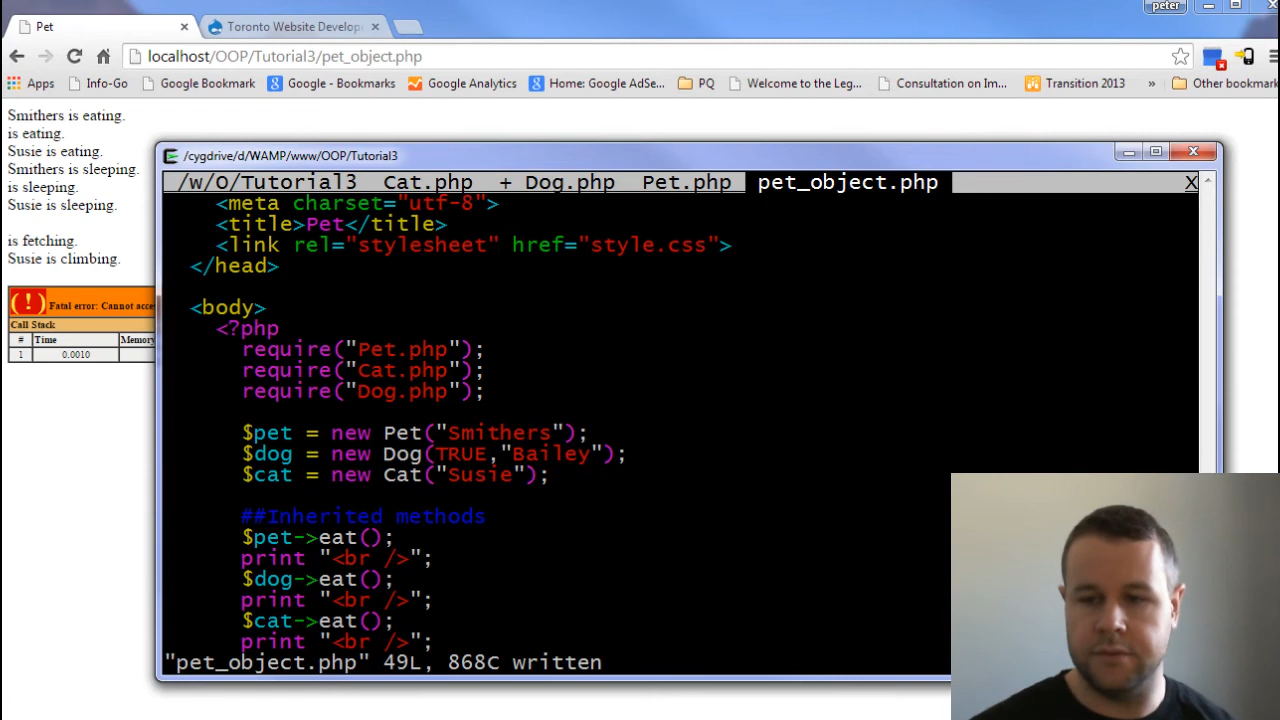 peter
Pet
Toronto Website Develop
localhost/OOP/Tutorial3/pet_object.php
Apps Info-Go Google Bookmark Google - Bookmarks Google Analytics Home: Google AdSe... PQ Welcome to the Leg... Consultation on Im... Transition 2013 » Other bookmark
Smithers is eating.
is eating.
Susie is eating.
Smithers is sleeping.
is sleeping.
Susie is sleeping.
is fetching.
Susie is climbing.
(!) Fatal error: Cannot acce
Call Stack
# Time Memory
1 0.0010
/cygdrive/d/WAMP/www/OOP/Tutorial3
/w/O/Tutorial3 Cat.php + Dog.php Pet.php pet_object.php X
<meta charset="utf-8">
<title>Pet</title>
<link rel="stylesheet" href="style.css">
</head>
<body>
<?php
require("Pet.php");
require("Cat.php");
require("Dog.php");
$pet = new Pet("Smithers");
$dog = new Dog(TRUE,"Bailey");
$cat = new Cat("Susie");
##Inherited methods
$pet->eat();
print "<br />";
$dog->eat();
print "<br />";
$cat->eat();
print "<br />";
"pet_object.php" 49L, 868C written